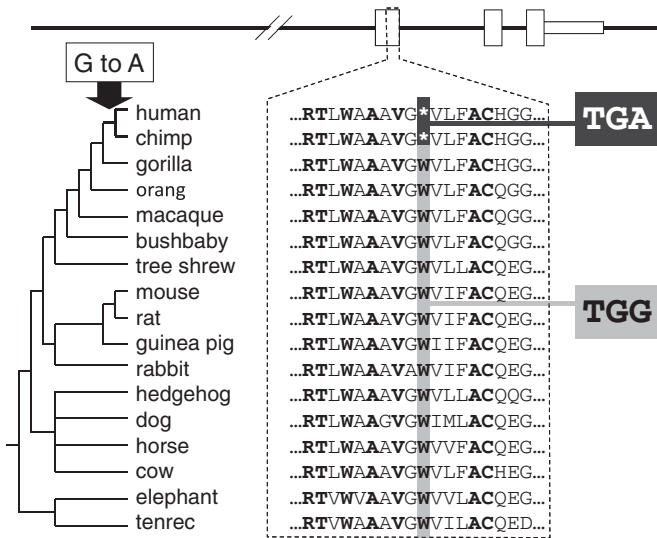 G to A
human ...RTLWAAAVG*VLFACHGG... TGA
chimp ...RTLWAAAVG*VLFACHGG...
gorilla ...RTLWAAAVGWVLFACHGG...
orang ...RTLWAAAVGWVLFACQGG...
macaque ...RTLWAAAVGWVLFACQGG...
bushbaby ...RTLWAAAVGWVLFACQGG...
tree shrew ...RTLWAAAVGWVLLACQEG...
mouse ...RTLWAAAVGWVIFACQEG... TGG
rat ...RTLWAAAVGWVIFACQEG...
guinea pig ...RTLWAAAVGWIIFACQEG...
rabbit ...RTLWAAAVAWVIFACQEG...
hedgehog ...RTLWAAAVGWVLLACQQG...
dog ...RTLWAAGVGWIMLACQEG...
horse ...RTLWAAAVGWVVFACQEG...
cow ...RTLWAAAVGWVLFACHEG...
elephant ...RTVWVAAVGWVVLACQEG...
tenrec ...RTVWAAAVGWVILACQED...